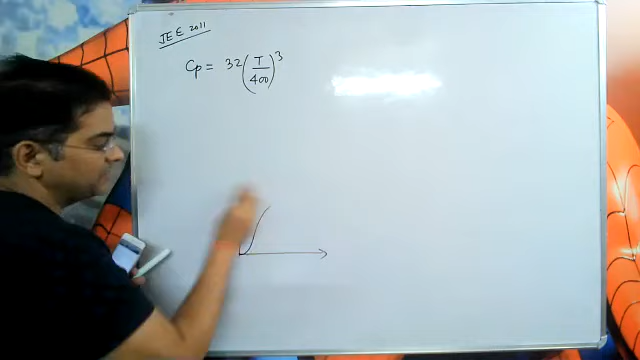 JEE 2011
Cp = 32 (T/400)^3